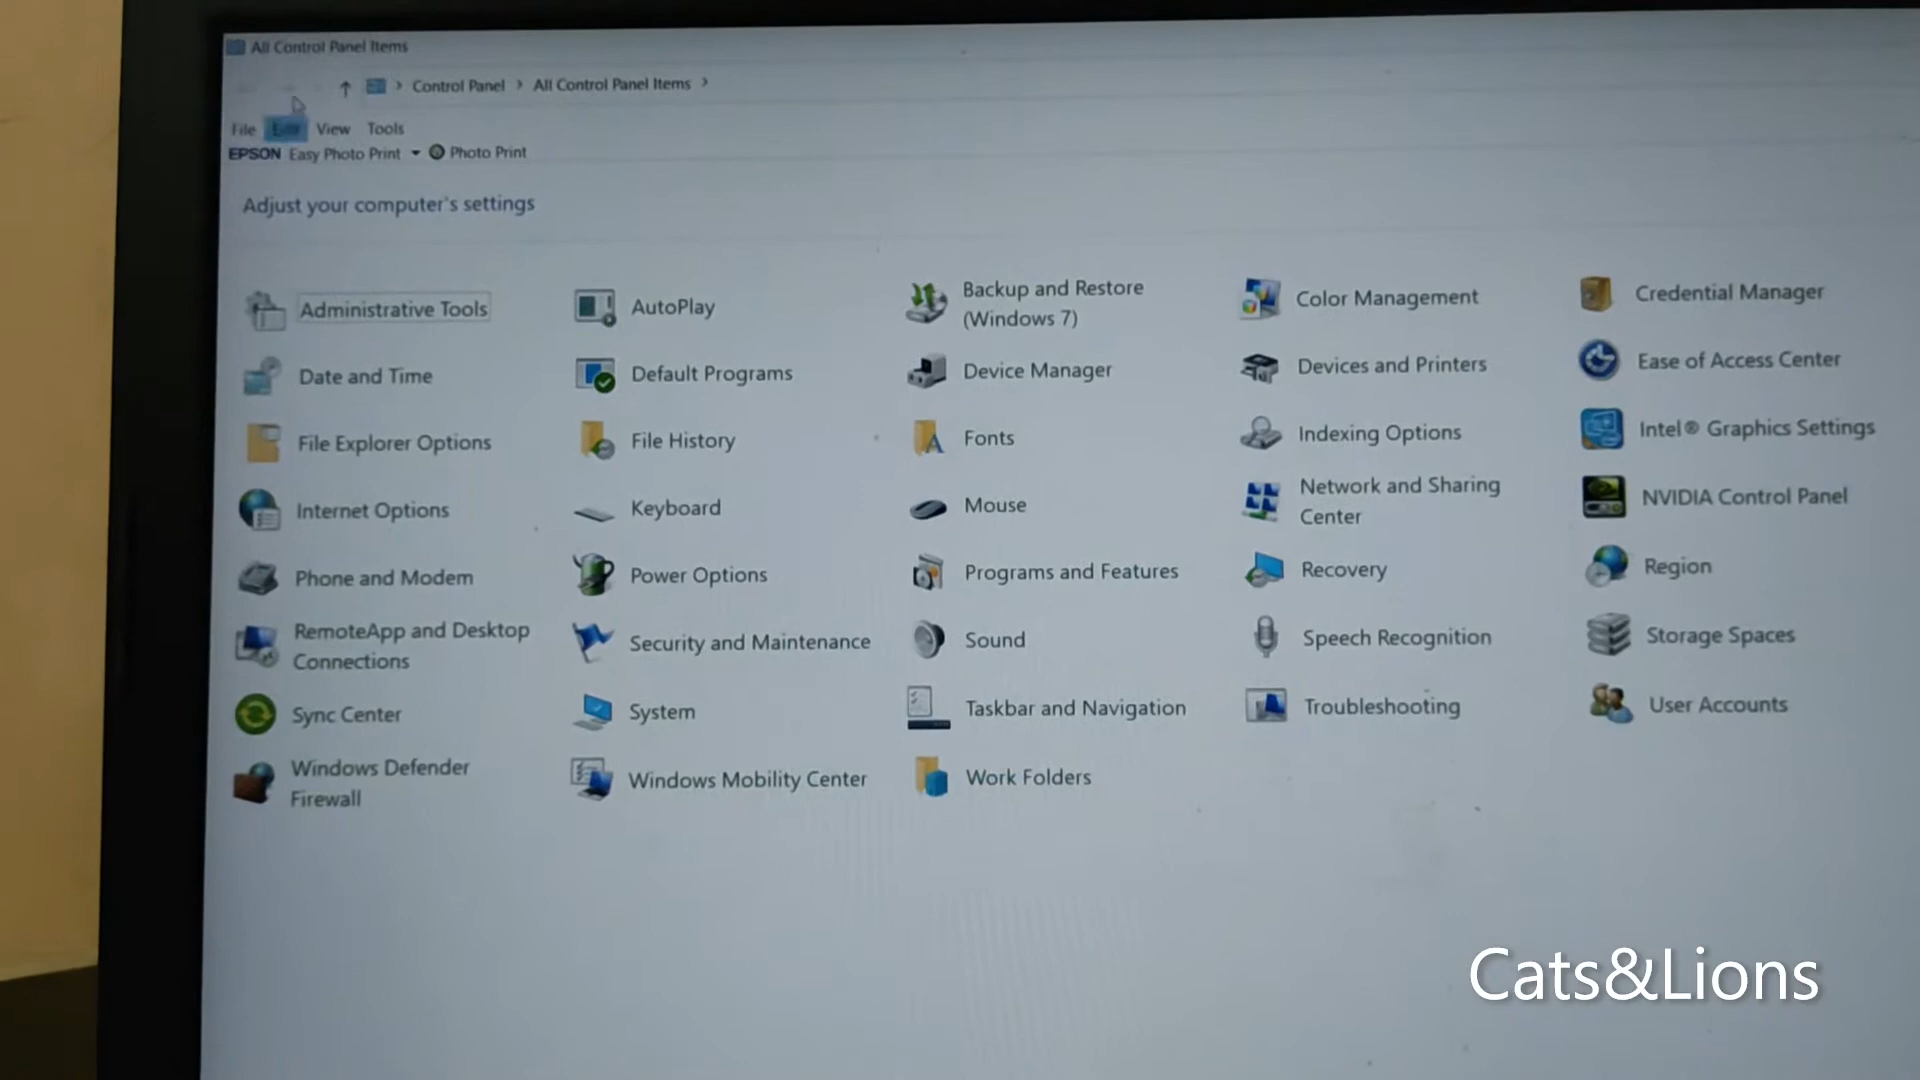 All Control Panel Items
Control Panel > All Control Panel Items >
File Edit View Tools
EPSON Easy Photo Print Photo Print
Adjust your computer's settings
Administrative Tools
AutoPlay
Backup and Restore
(Windows 7)
Color Management
Credential Manager
Date and Time
Default Programs
Device Manager
Devices and Printers
Ease of Access Center
File Explorer Options
File History
Fonts
Indexing Options
Intel® Graphics Settings
Internet Options
Keyboard
Mouse
Network and Sharing
Center
NVIDIA Control Panel
Phone and Modem
Power Options
Programs and Features
Recovery
Region
RemoteApp and Desktop
Connections
Security and Maintenance
Sound
Speech Recognition
Storage Spaces
Sync Center
System
Taskbar and Navigation
Troubleshooting
User Accounts
Windows Defender
Firewall
Windows Mobility Center
Work Folders
Cats&Lions